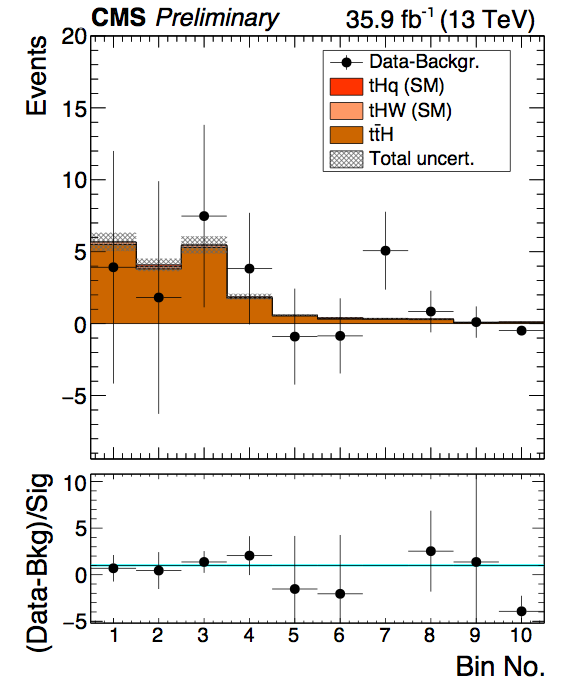 CMS Preliminary 35.9 fb⁻¹ (13 TeV)
Events
20
15
10
5
0
−5
Data-Backgr.
tHq (SM)
tHW (SM)
tt̄H
Total uncert.
(Data-Bkg)/Sig
10
5
0
−5
1 2 3 4 5 6 7 8 9 10
Bin No.